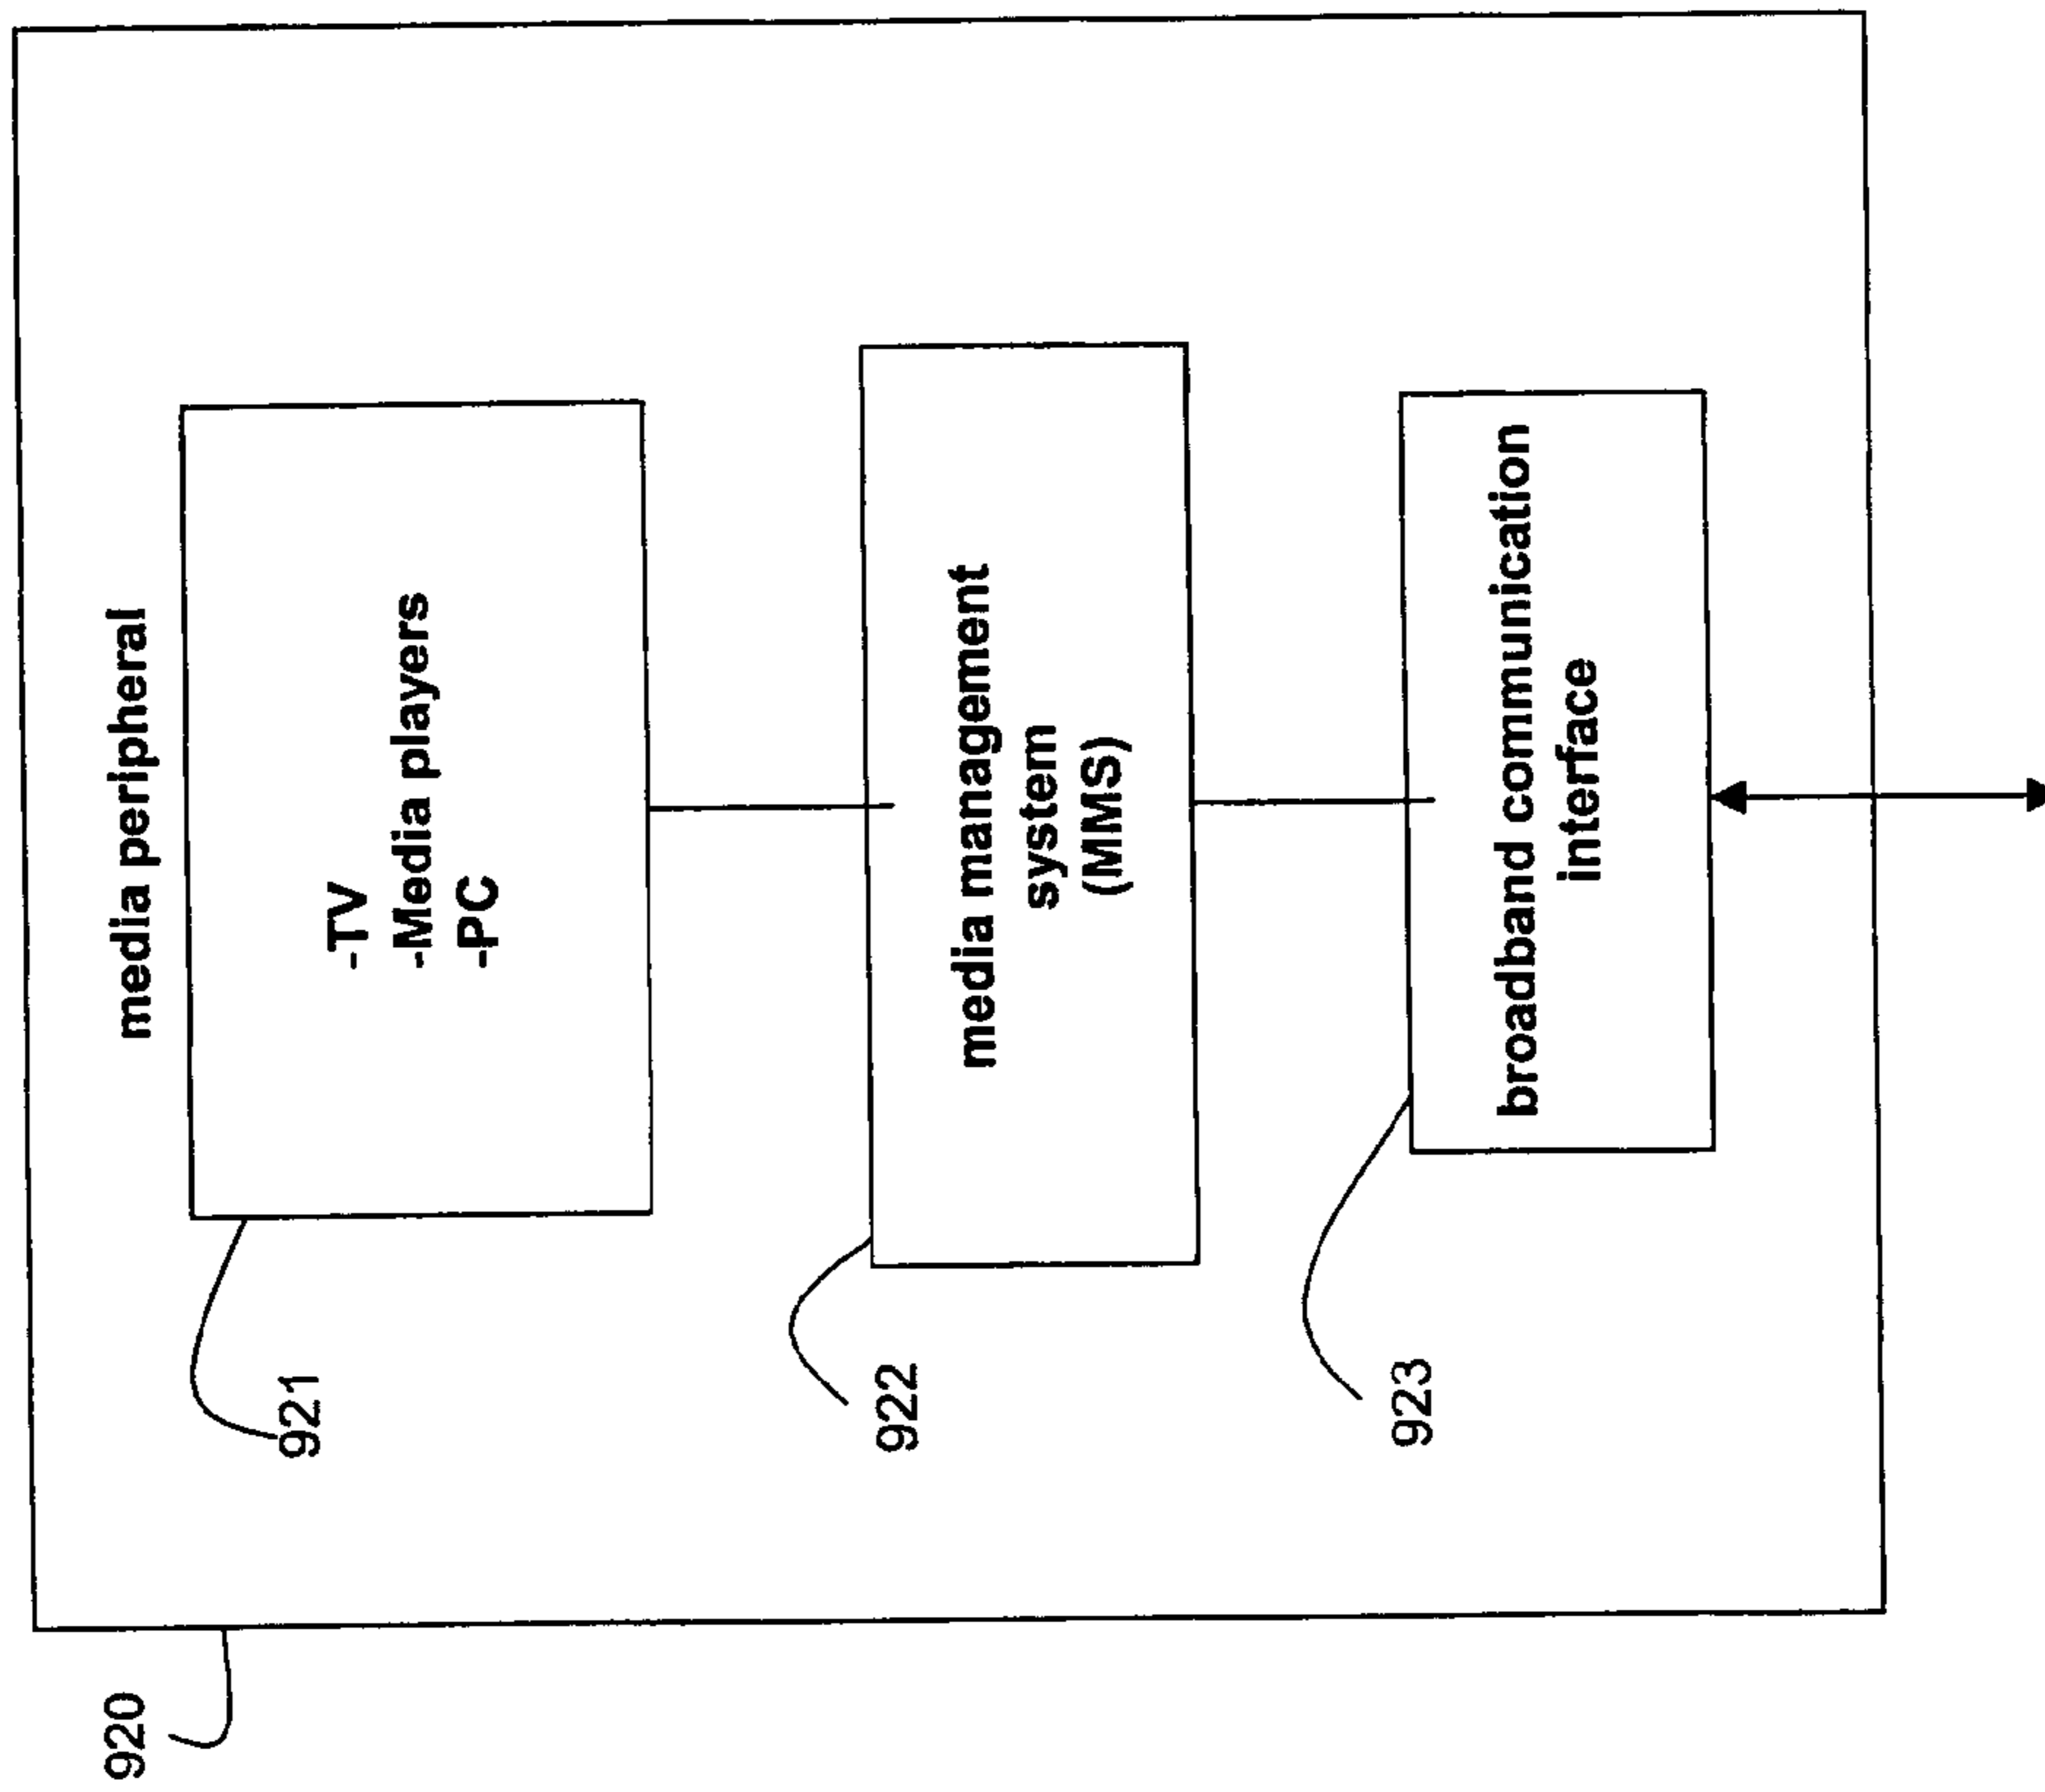 920
media peripheral
921
-TV
-Media players
-PC
922
media management
system
(MMS)
923
broadband communication
interface